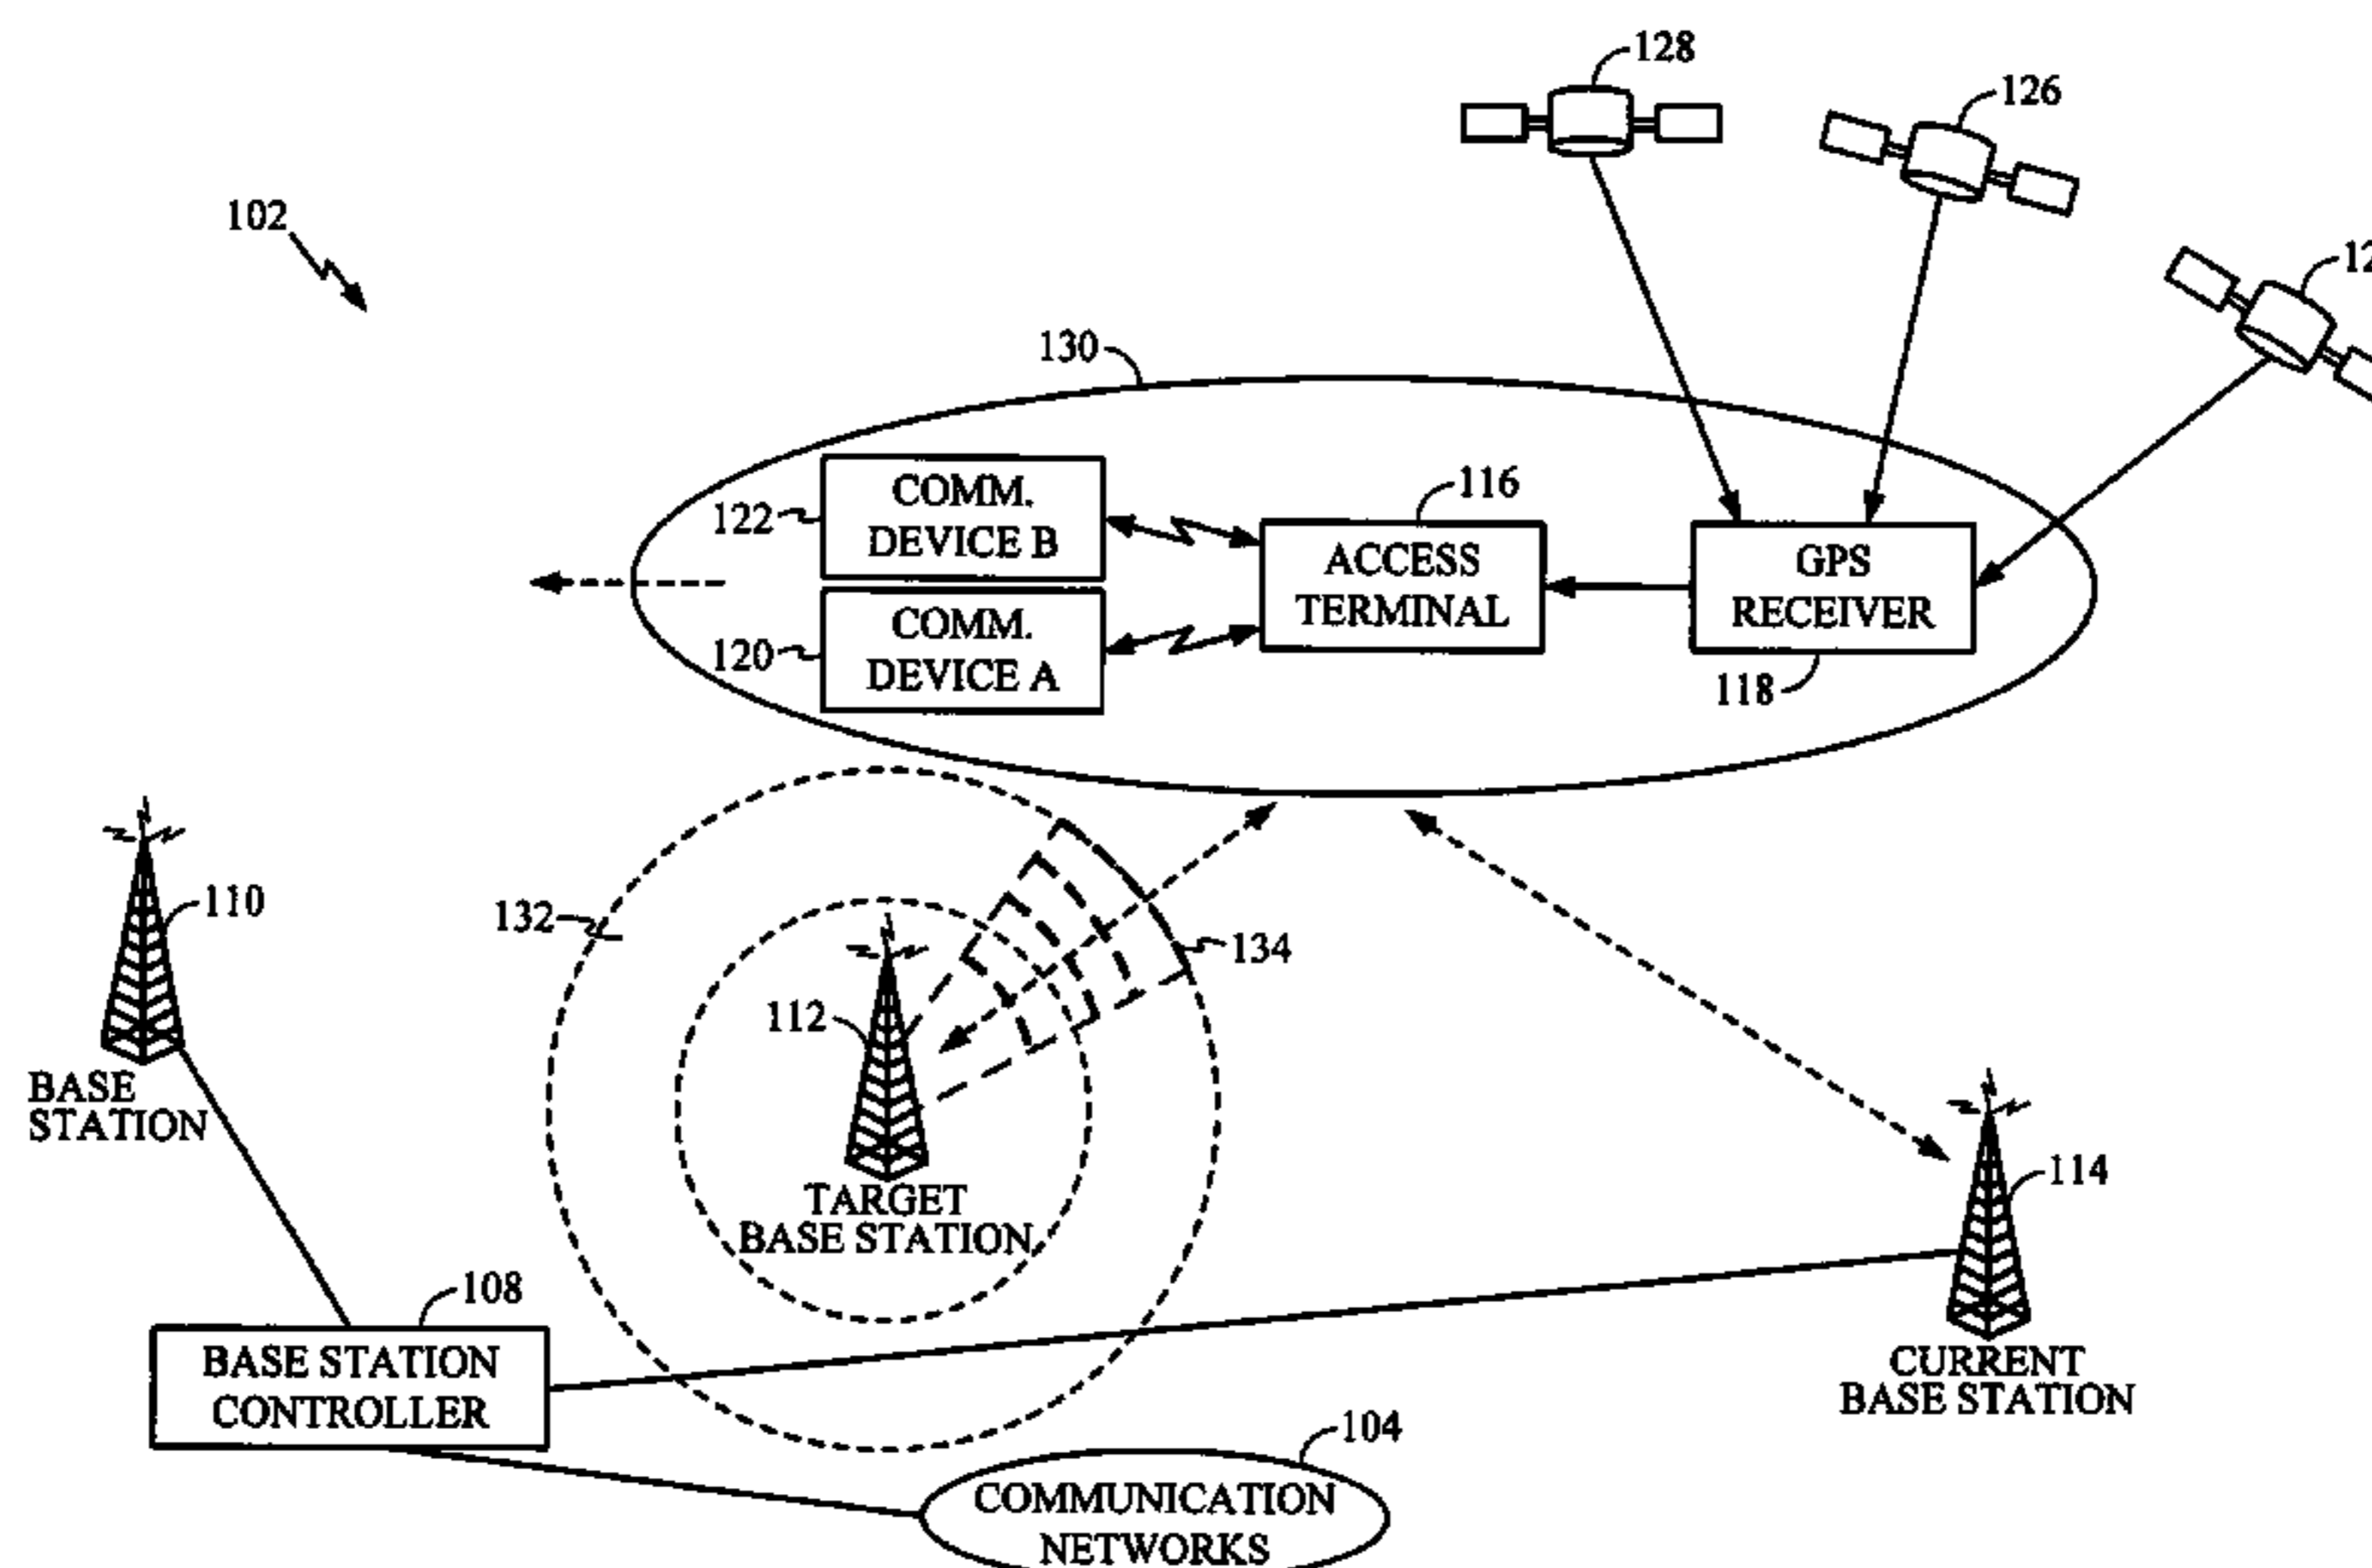 128
126
102
130
COMM.
DEVICE B
122
116
ACCESS
TERMINAL
GPS
RECEIVER
COMM.
DEVICE A
120
118
110
132
134
112
BASE
STATION
114
TARGET
BASE STATION
108
BASE STATION
CONTROLLER
CURRENT
BASE STATION
104
COMMUNICATION
NETWORKS